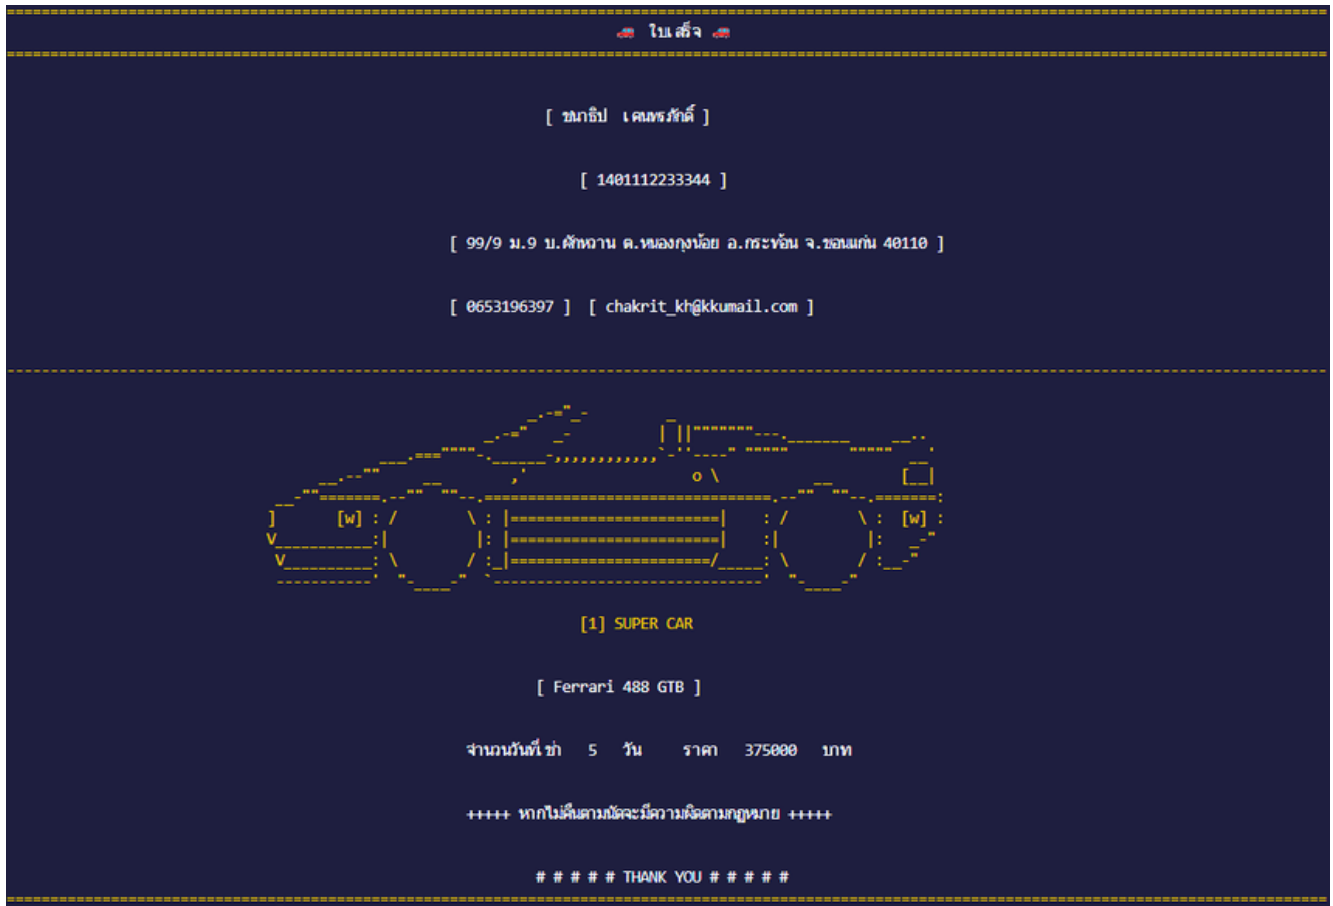 🚗 ใบเสร็จ 🚗
[ ชนาธิป เคนทรภักดิ์ ]
[ 1401112233344 ]
[ 99/9 ม.9 บ.ผักหวาน ต.หนองกุงน้อย อ.กระท้อน จ.ขอนแก่น 40110 ]
[ 0653196397 ] [ chakrit_kh@kkumail.com ]
[w] [w]
[1] SUPER CAR
[ Ferrari 488 GTB ]
จำนวนวันที่เช่า 5 วัน ราคา 375000 บาท
+++++ หากไม่คืนตามนัดจะมีความผิดตามกฎหมาย +++++
# # # # # THANK YOU # # # # #